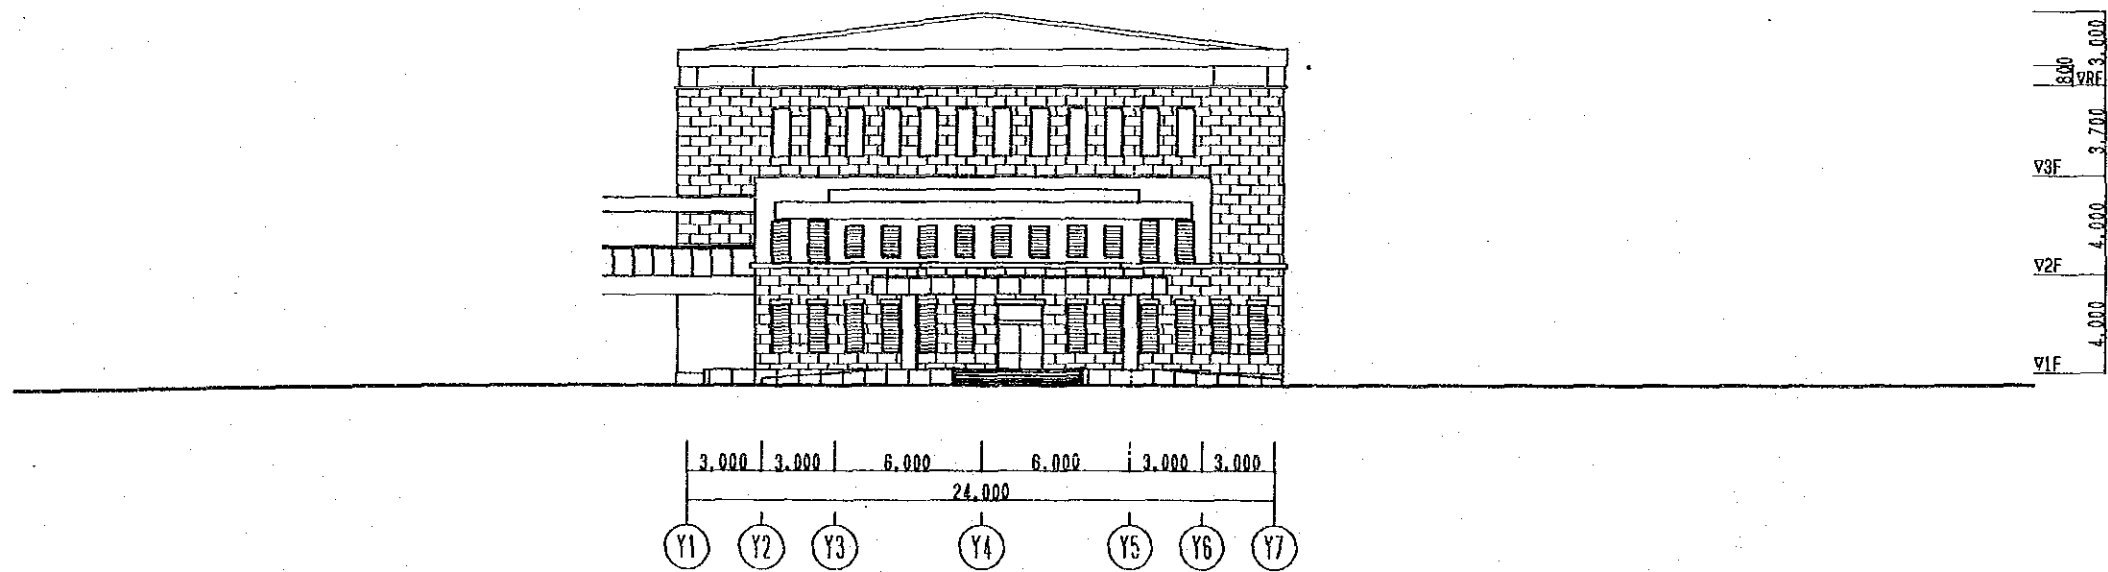 3,000
800
▽RF
3,700
▽3F
4,000
▽2F
4,000
▽1F
3,000 3,000 6,000 6,000 3,000 3,000
24,000
Y1 Y2 Y3 Y4 Y5 Y6 Y7